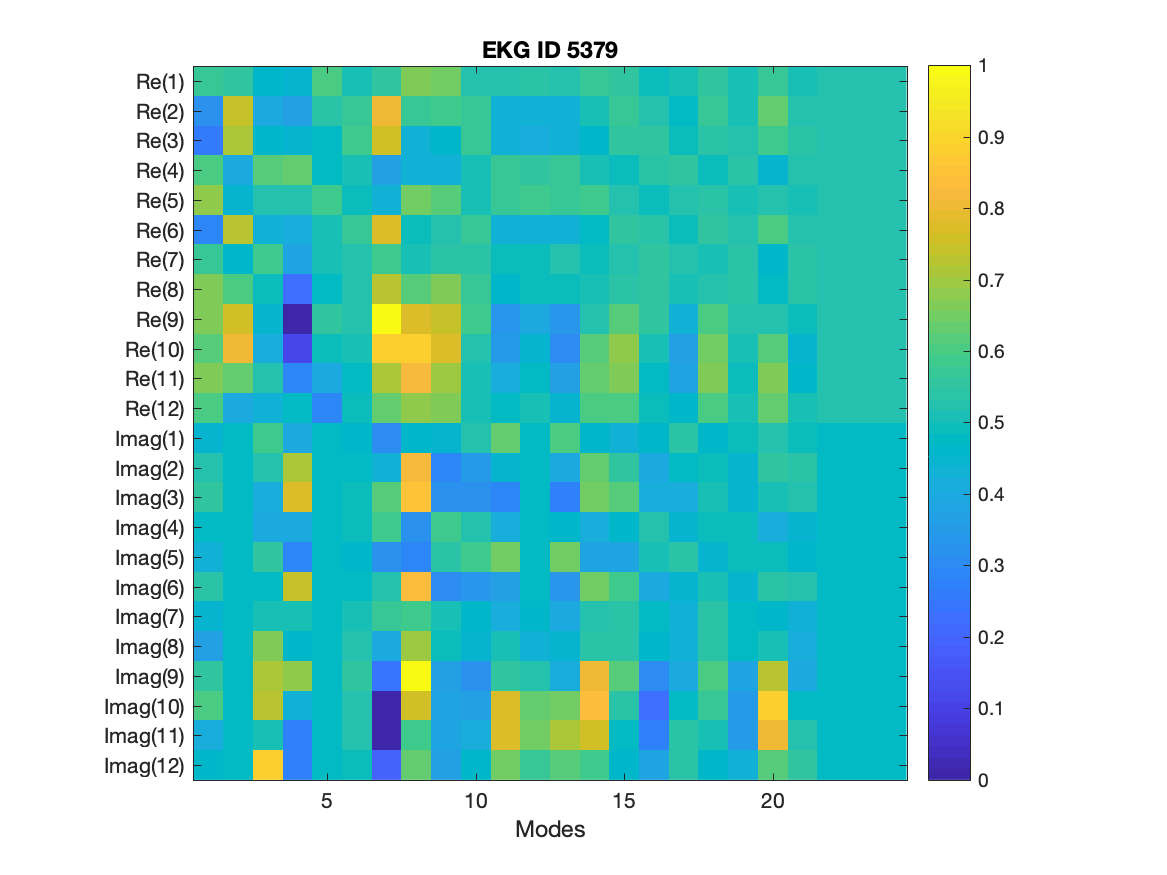 EKG ID 5379
Re(1)
Re(2)
Re(3)
Re(4)
Re(5)
Re(6)
Re(7)
Re(8)
Re(9)
Re(10)
Re(11)
Re(12)
Imag(1)
Imag(2)
Imag(3)
Imag(4)
Imag(5)
Imag(6)
Imag(7)
Imag(8)
Imag(9)
Imag(10)
Imag(11)
Imag(12)
5 10 15 20
Modes
1
0.9
0.8
0.7
0.6
0.5
0.4
0.3
0.2
0.1
0